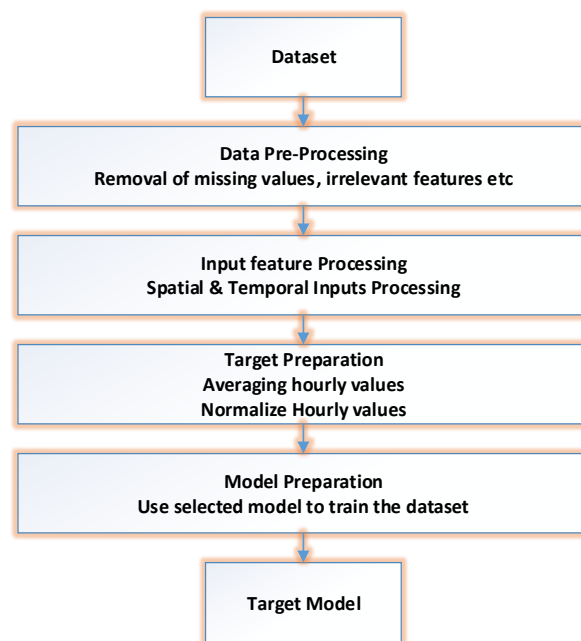 Dataset
Data Pre-Processing
Removal of missing values, irrelevant features etc
Input feature Processing
Spatial & Temporal Inputs Processing
Target Preparation
Averaging hourly values
Normalize Hourly values
Model Preparation
Use selected model to train the dataset
Target Model